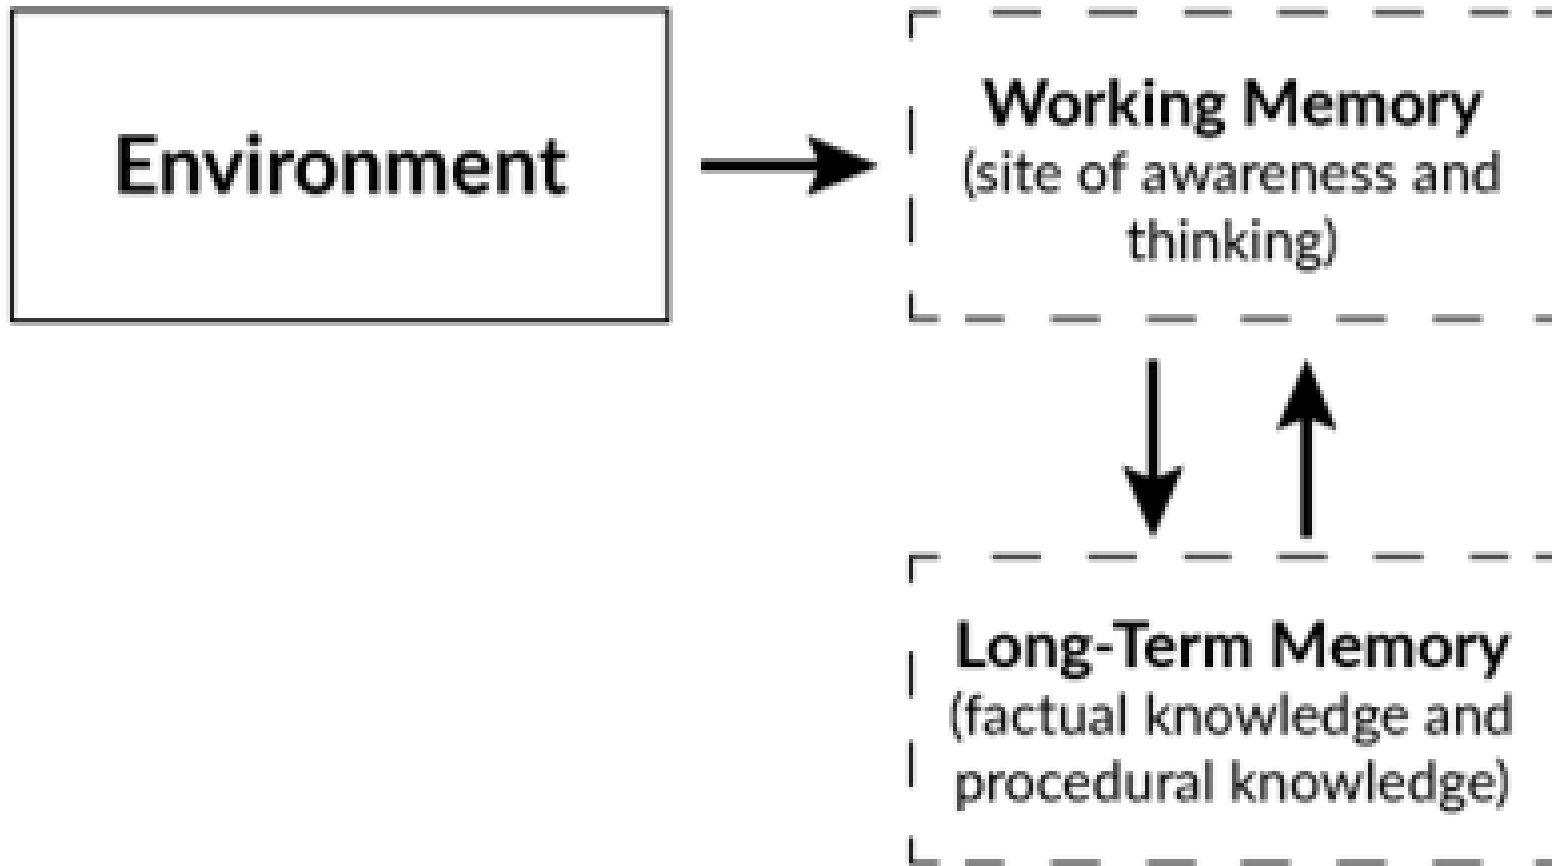 Environment
Working Memory
(site of awareness and
thinking)
Long-Term Memory
(factual knowledge and
procedural knowledge)